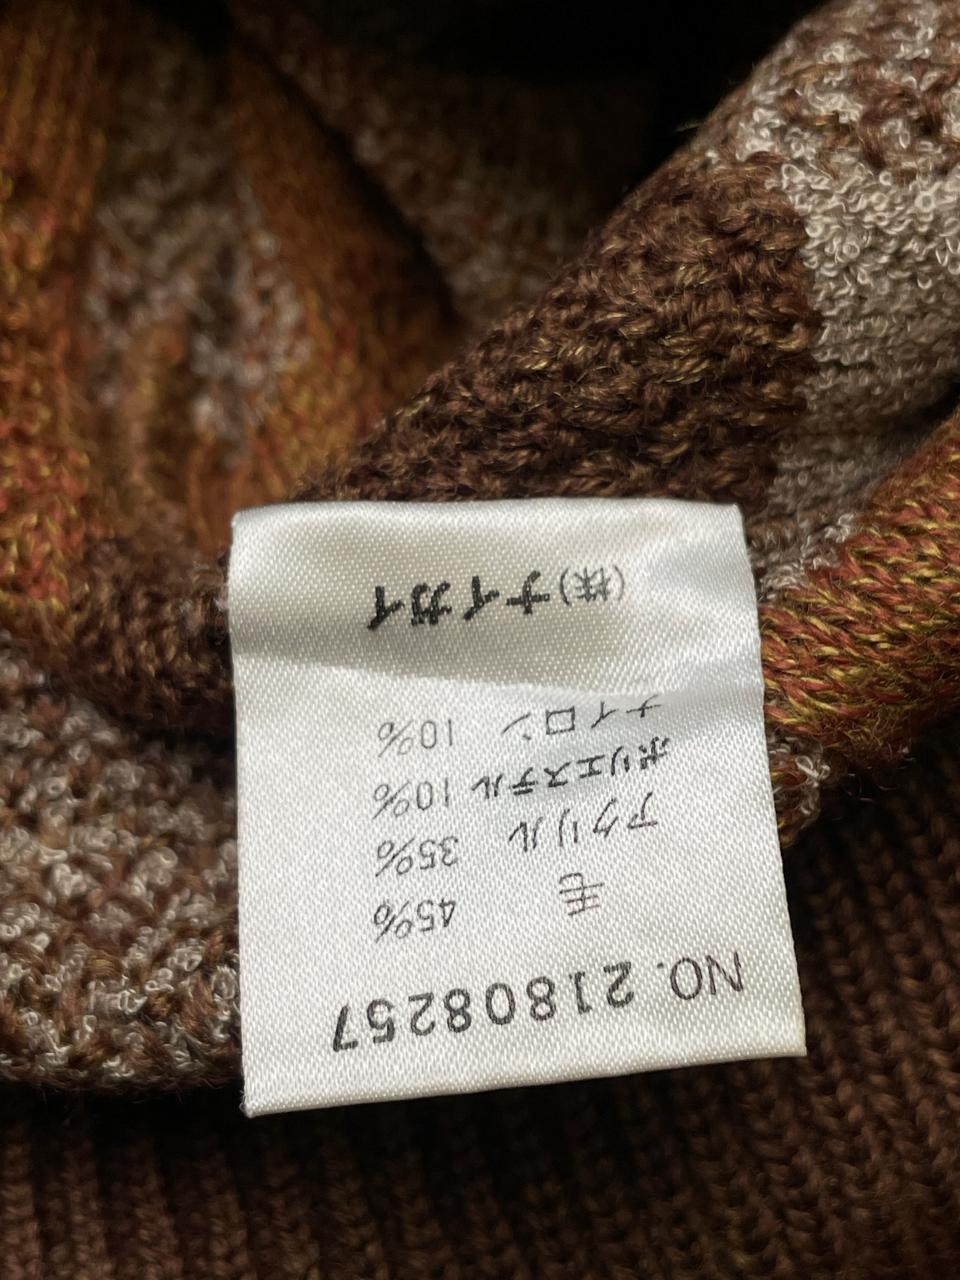 NO. 21808257
毛 45%
アクリル 35%
ポリエステル 10%
ナイロン 10%
(株)ナイガイ